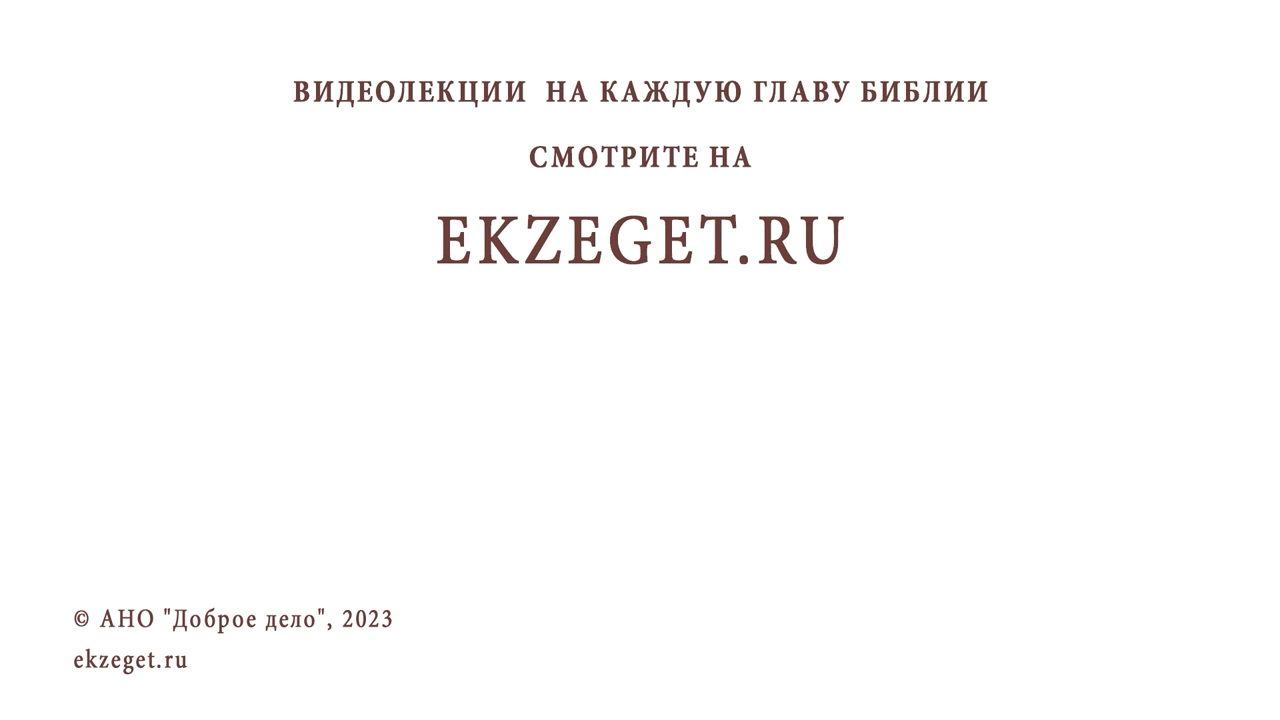 ВИДЕОЛЕКЦИИ НА КАЖДУЮ ГЛАВУ БИБЛИИ
СМОТРИТЕ НА
EKZEGET.RU
© АНО "Доброе дело", 2023
ekzeget.ru